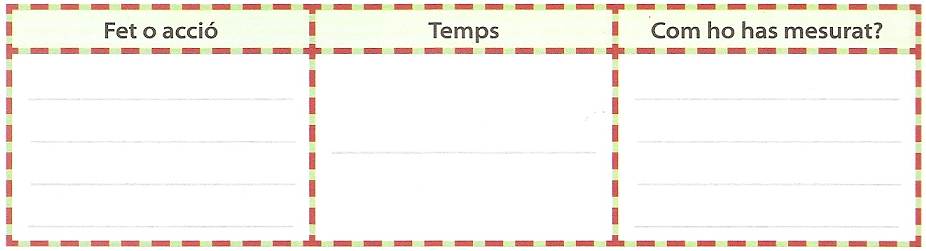 Fet o acció
Temps
Com ho has mesurat?